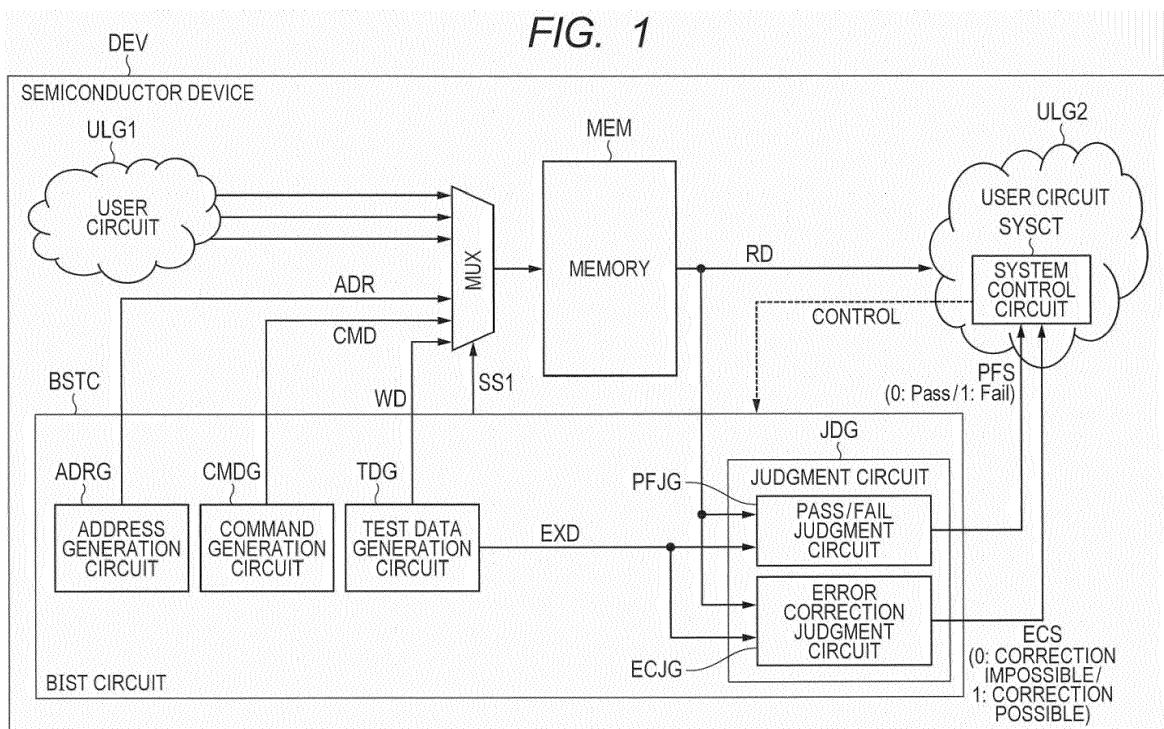 FIG. 1
DEV
SEMICONDUCTOR DEVICE
ULG1
USER
CIRCUIT
MUX
MEM
MEMORY
RD
ULG2
USER CIRCUIT
SYSCT
SYSTEM
CONTROL
CIRCUIT
ADR
CMD
CONTROL
BSTC
WD
SS1
PFS
(0: Pass/1: Fail)
ADRG
ADDRESS
GENERATION
CIRCUIT
CMDG
COMMAND
GENERATION
CIRCUIT
TDG
TEST DATA
GENERATION
CIRCUIT
EXD
JDG
JUDGMENT CIRCUIT
PFJG
PASS/FAIL
JUDGMENT
CIRCUIT
ERROR
CORRECTION
JUDGMENT
CIRCUIT
ECJG
BIST CIRCUIT
ECS
(0: CORRECTION
IMPOSSIBLE/
1: CORRECTION
POSSIBLE)